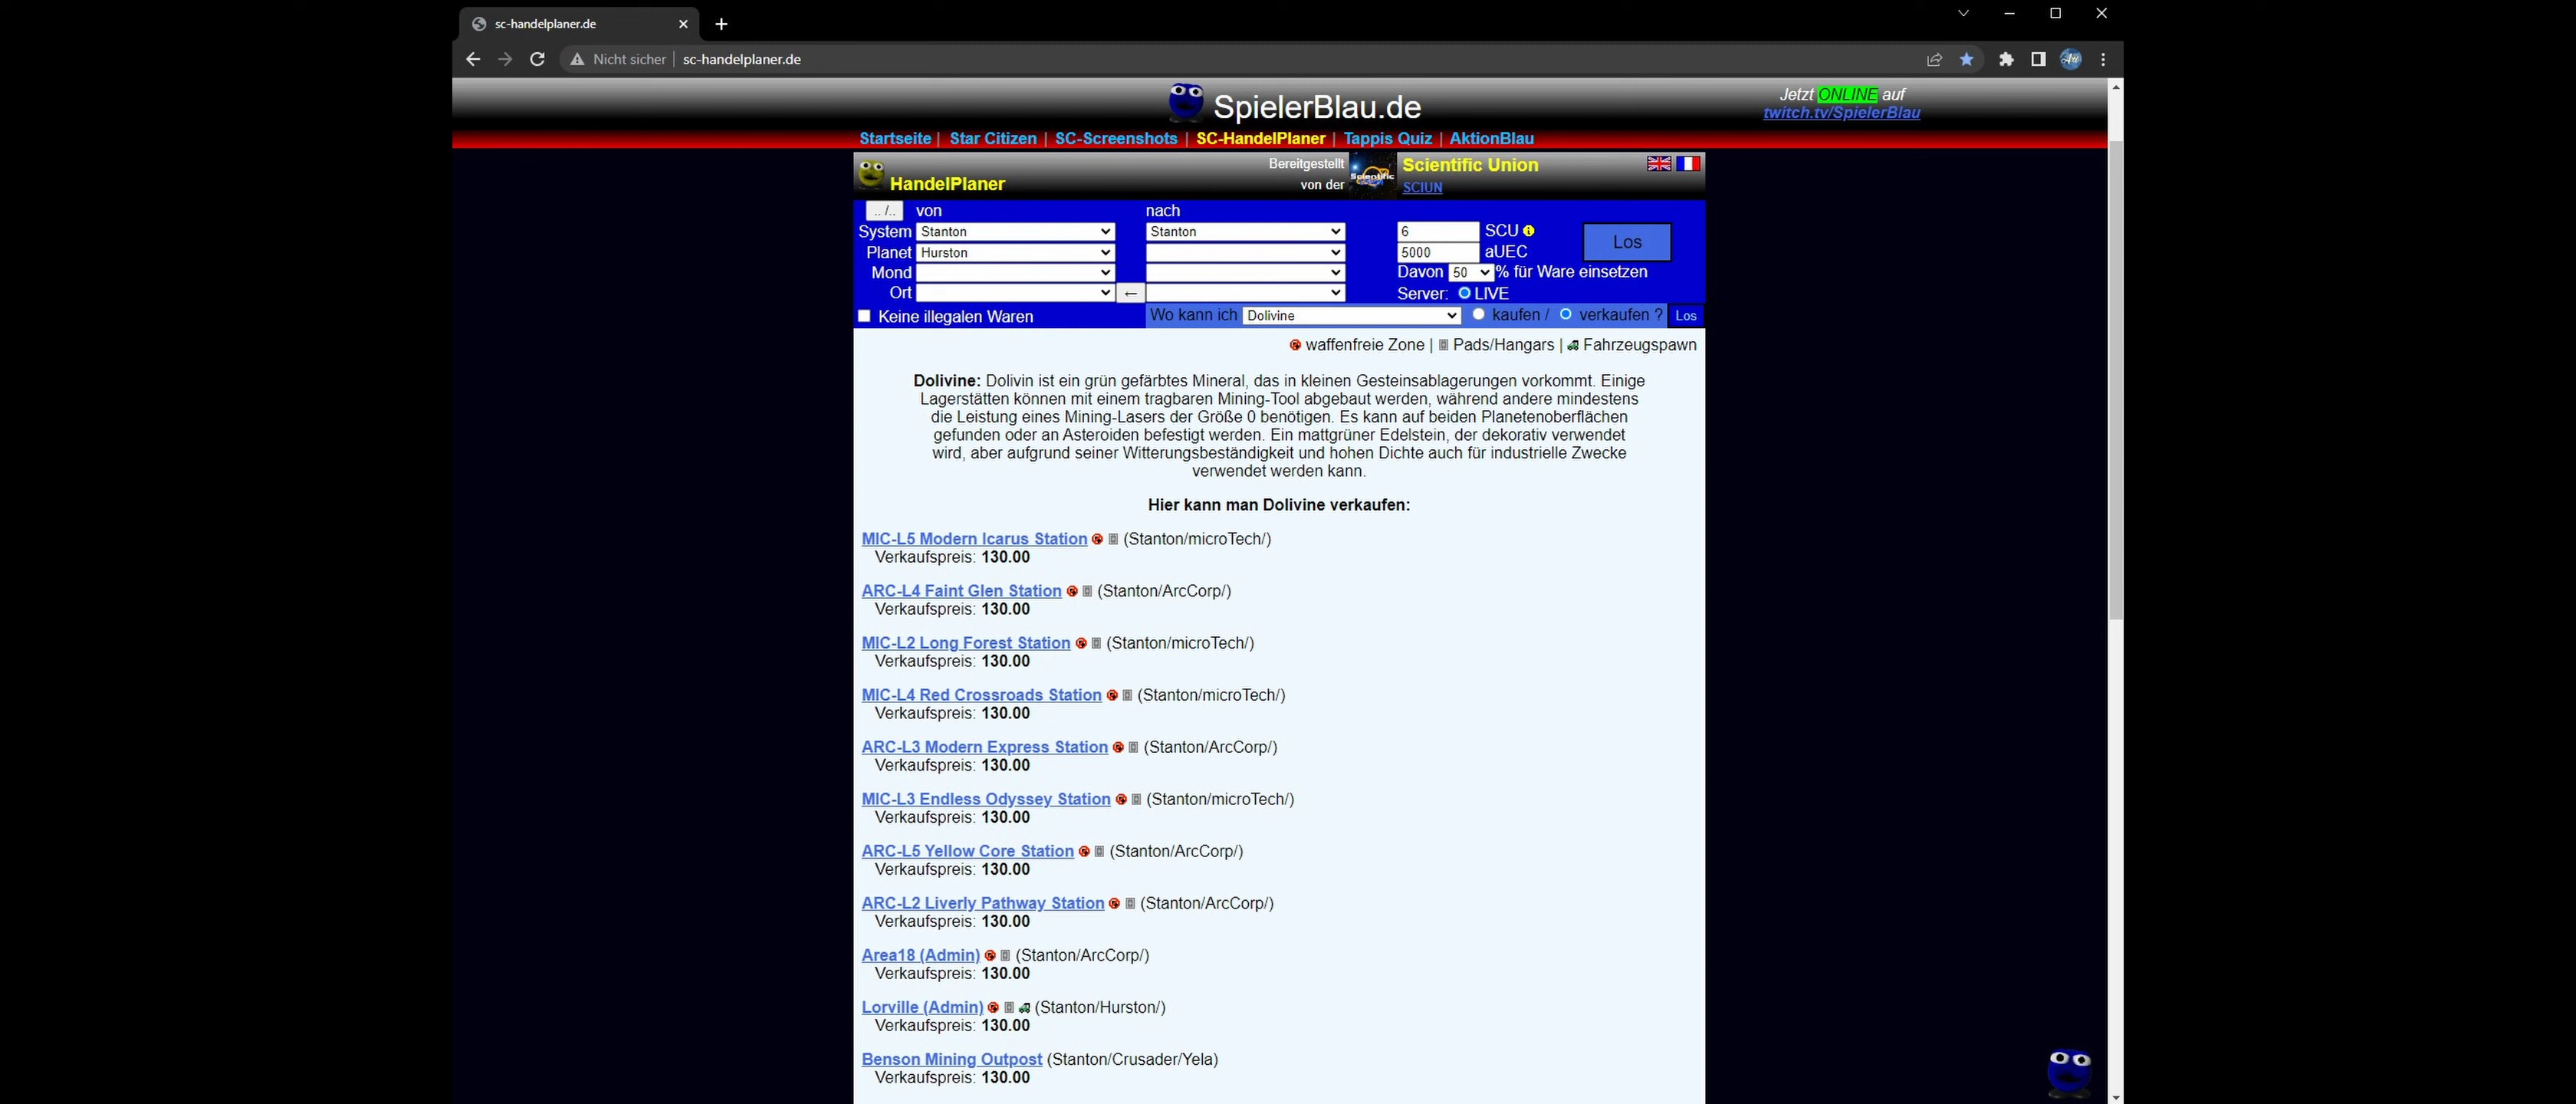 sc-handelplaner.de
Nicht sicher | sc-handelplaner.de
SpielerBlau.de
Jetzt ONLINE auf
twitch.tv/SpielerBlau
Startseite | Star Citizen | SC-Screenshots | SC-HandelPlaner | Tappis Quiz | AktionBlau
HandelPlaner
Bereitgestellt
von der
Scientific
Scientific Union
SCIUN
.. /.. von nach
System Stanton Stanton 6 SCU Los
Planet Hurston 5000 aUEC
Mond Davon 50 % für Ware einsetzen
Ort ← Server: LIVE
Keine illegalen Waren Wo kann ich Dolivine kaufen / verkaufen ? Los
waffenfreie Zone | Pads/Hangars | Fahrzeugspawn
Dolivine: Dolivin ist ein grün gefärbtes Mineral, das in kleinen Gesteinsablagerungen vorkommt. Einige
Lagerstätten können mit einem tragbaren Mining-Tool abgebaut werden, während andere mindestens
die Leistung eines Mining-Lasers der Größe 0 benötigen. Es kann auf beiden Planetenoberflächen
gefunden oder an Asteroiden befestigt werden. Ein mattgrüner Edelstein, der dekorativ verwendet
wird, aber aufgrund seiner Witterungsbeständigkeit und hohen Dichte auch für industrielle Zwecke
verwendet werden kann.
Hier kann man Dolivine verkaufen:
MIC-L5 Modern Icarus Station (Stanton/microTech/)
Verkaufspreis: 130.00
ARC-L4 Faint Glen Station (Stanton/ArcCorp/)
Verkaufspreis: 130.00
MIC-L2 Long Forest Station (Stanton/microTech/)
Verkaufspreis: 130.00
MIC-L4 Red Crossroads Station (Stanton/microTech/)
Verkaufspreis: 130.00
ARC-L3 Modern Express Station (Stanton/ArcCorp/)
Verkaufspreis: 130.00
MIC-L3 Endless Odyssey Station (Stanton/microTech/)
Verkaufspreis: 130.00
ARC-L5 Yellow Core Station (Stanton/ArcCorp/)
Verkaufspreis: 130.00
ARC-L2 Liverly Pathway Station (Stanton/ArcCorp/)
Verkaufspreis: 130.00
Area18 (Admin) (Stanton/ArcCorp/)
Verkaufspreis: 130.00
Lorville (Admin) (Stanton/Hurston/)
Verkaufspreis: 130.00
Benson Mining Outpost (Stanton/Crusader/Yela)
Verkaufspreis: 130.00